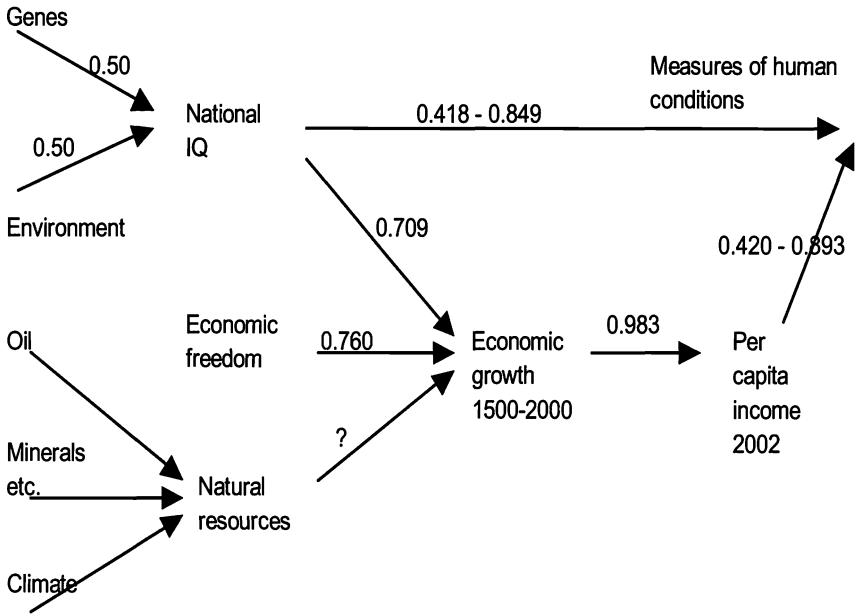 Genes
0.50
Measures of human
conditions
National
IQ
0.418 - 0.849
0.50
Environment
0.709
0.420 - 0.893
Oil
Economic
freedom
0.760
0.983
Economic
growth
1500-2000
Per
capita
income
2002
?
Minerals
etc.
Natural
resources
Climate